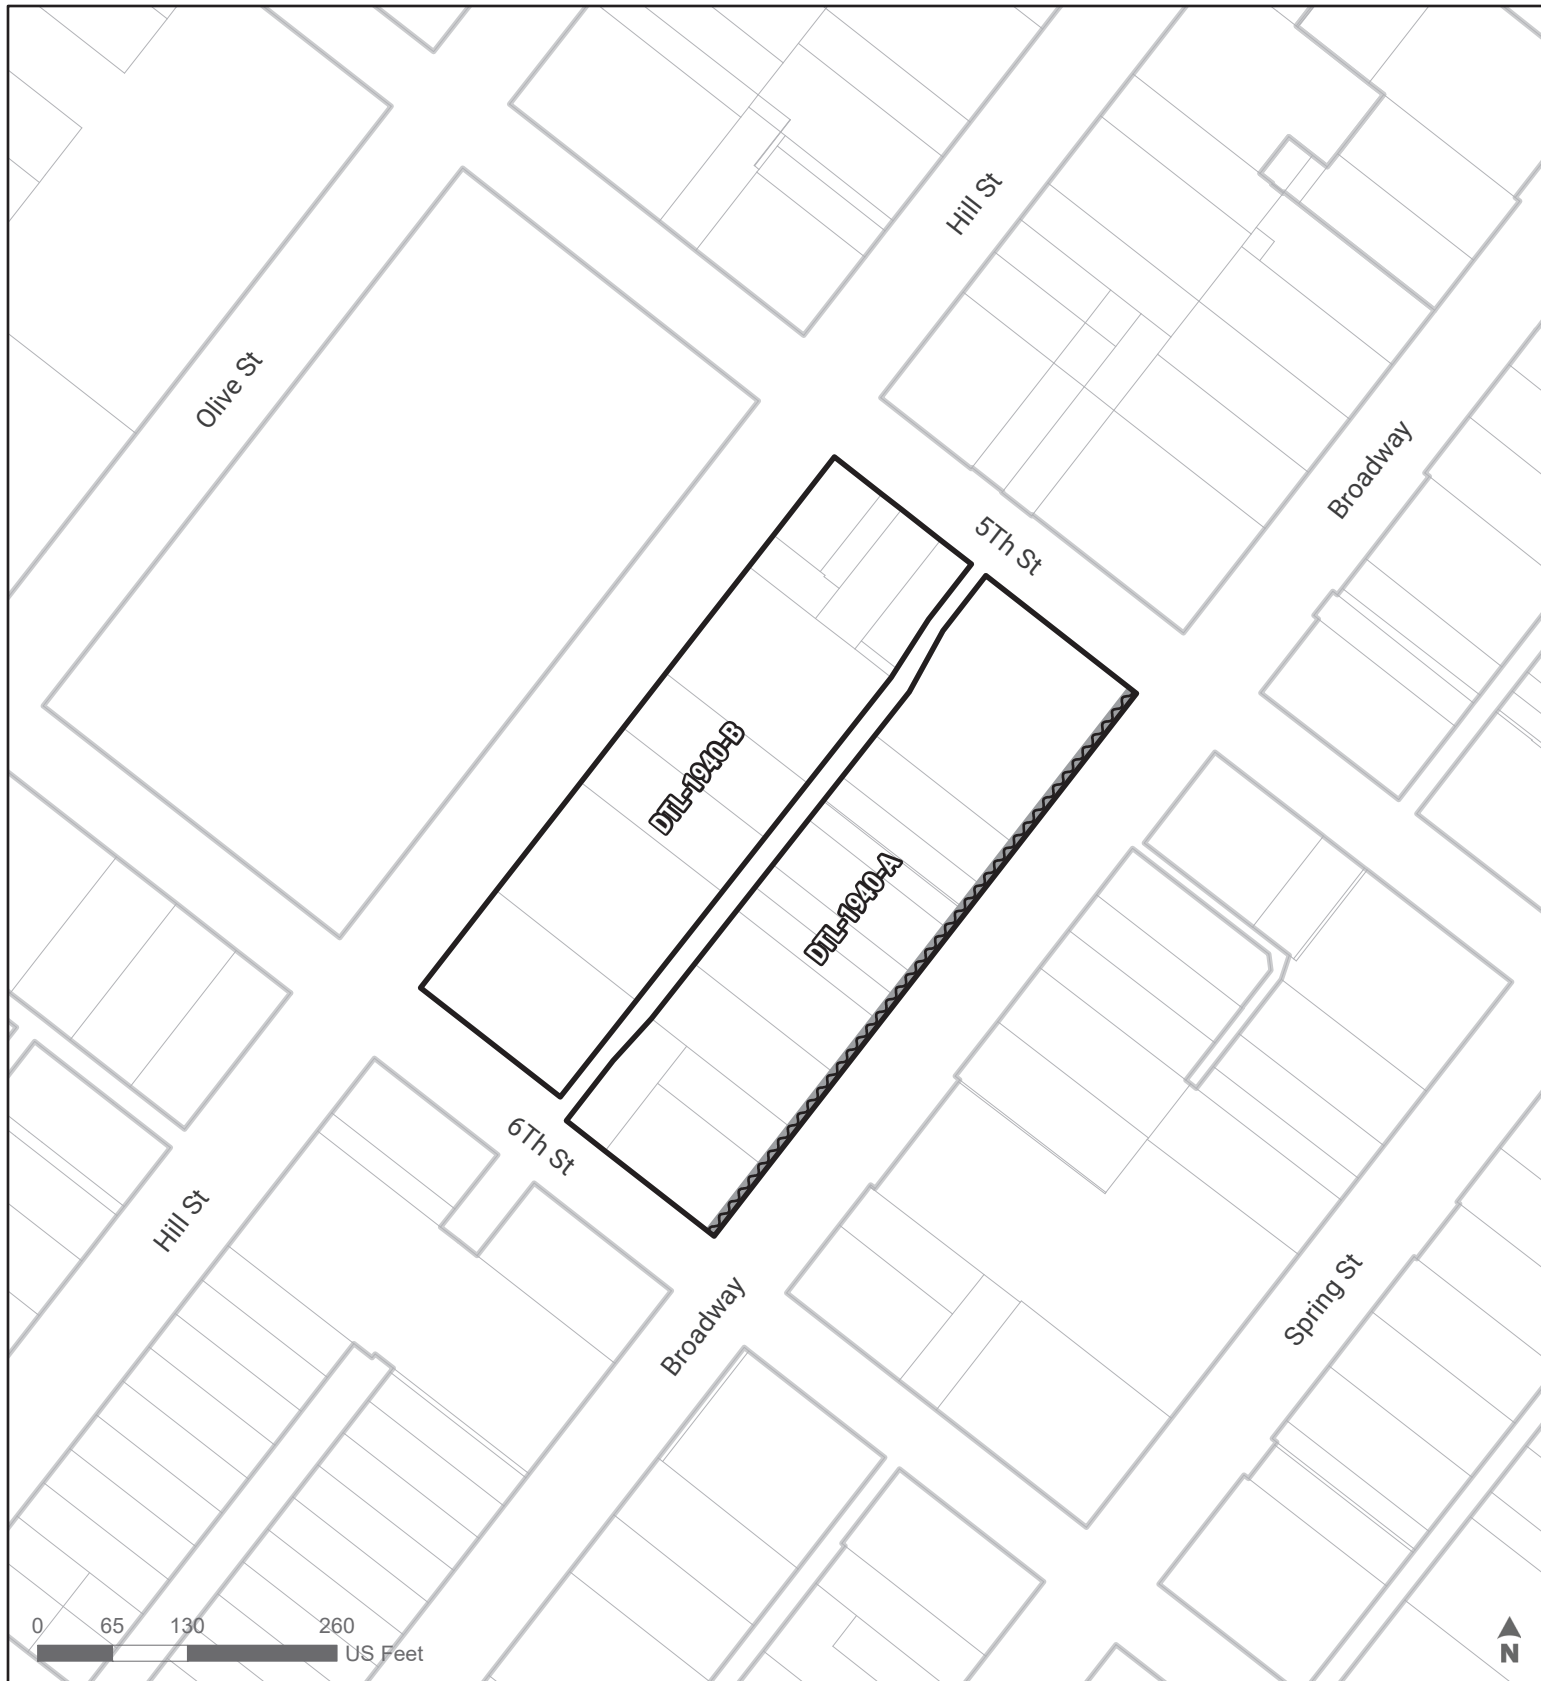 Hill St
Olive St
Broadway
5Th St
DTL-1940-B
DTL-1940-A
6Th St
Hill St
Broadway
Spring St
0 65 130 260
US Feet
N